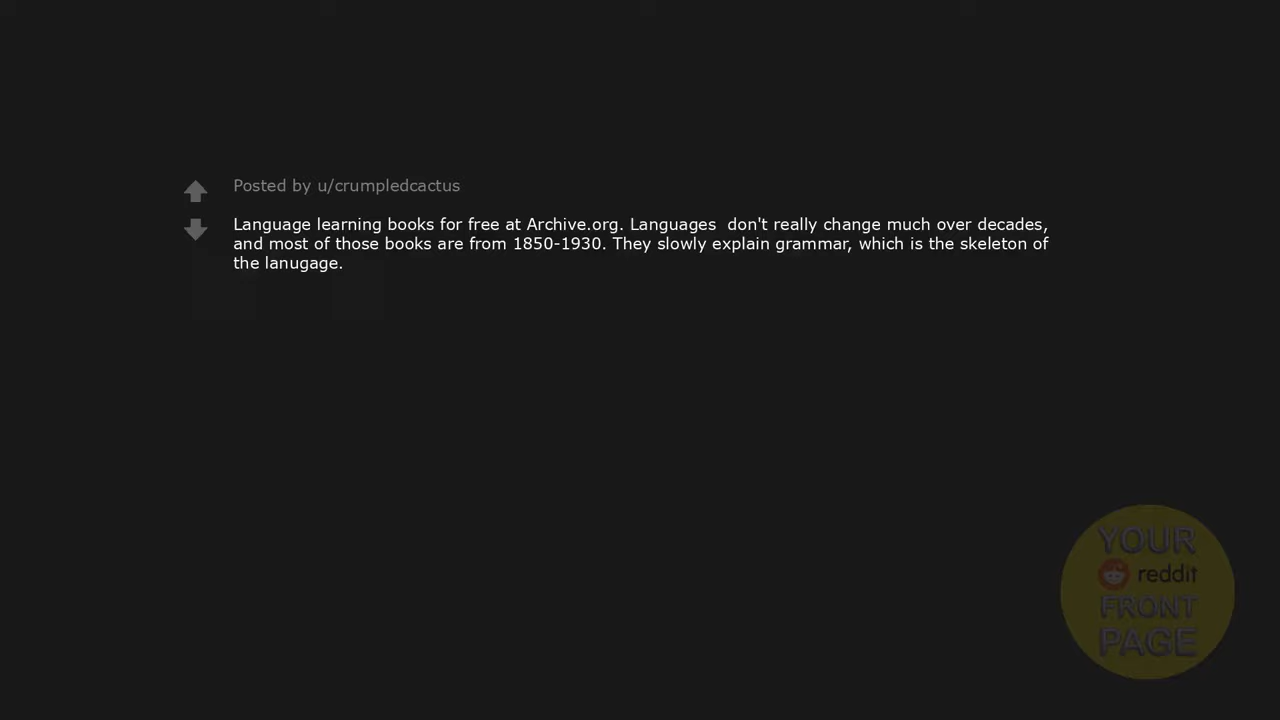 Posted by u/crumpledcactus
Language learning books for free at Archive.org. Languages  don't really change much over decades,
and most of those books are from 1850-1930. They slowly explain grammar, which is the skeleton of
the lanugage.
YOUR
reddit
FRONT
PAGE